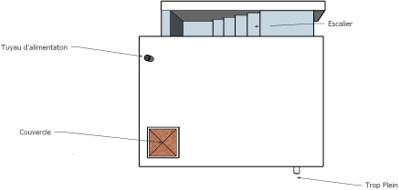 Escalier
Tuyau d'alimentaton
Couvercle
Trop Plein